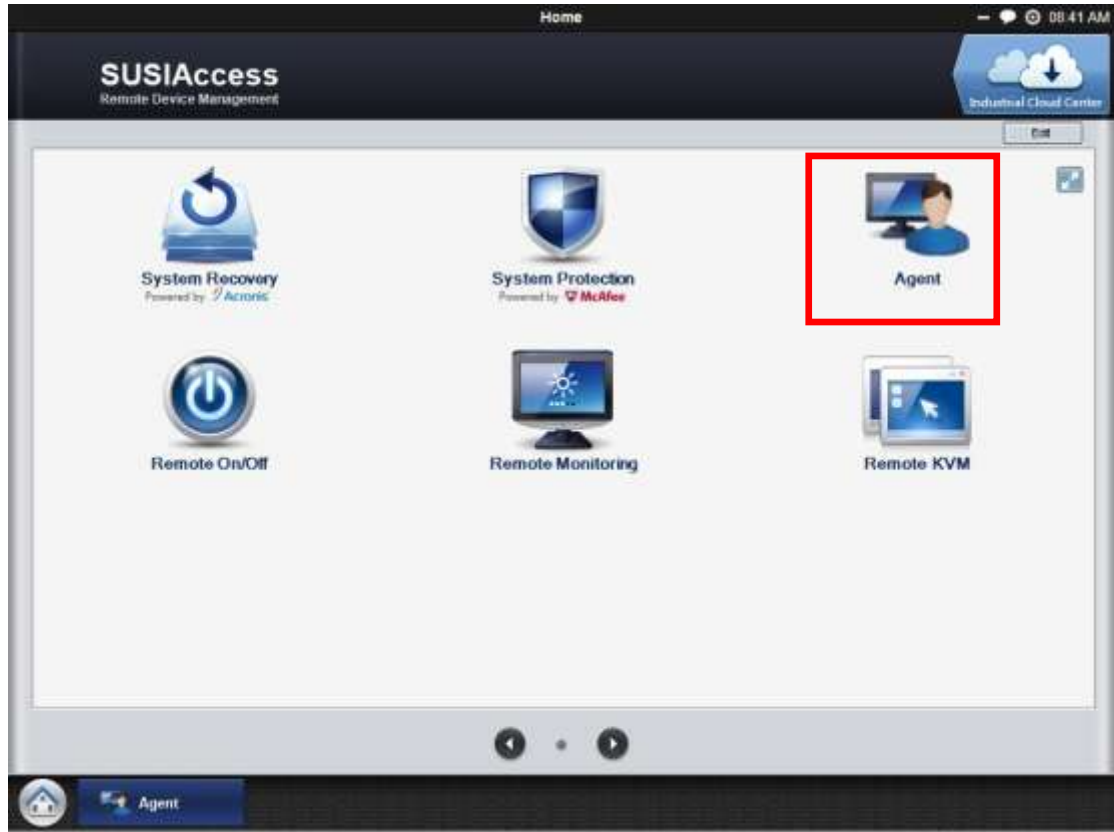 Home
08:41 AM
SUSIAccess
Remote Device Management
Industrial Cloud Center
Edit
System Recovery
Powered by Acronis
System Protection
Powered by McAfee
Agent
Remote On/Off
Remote Monitoring
Remote KVM
Agent